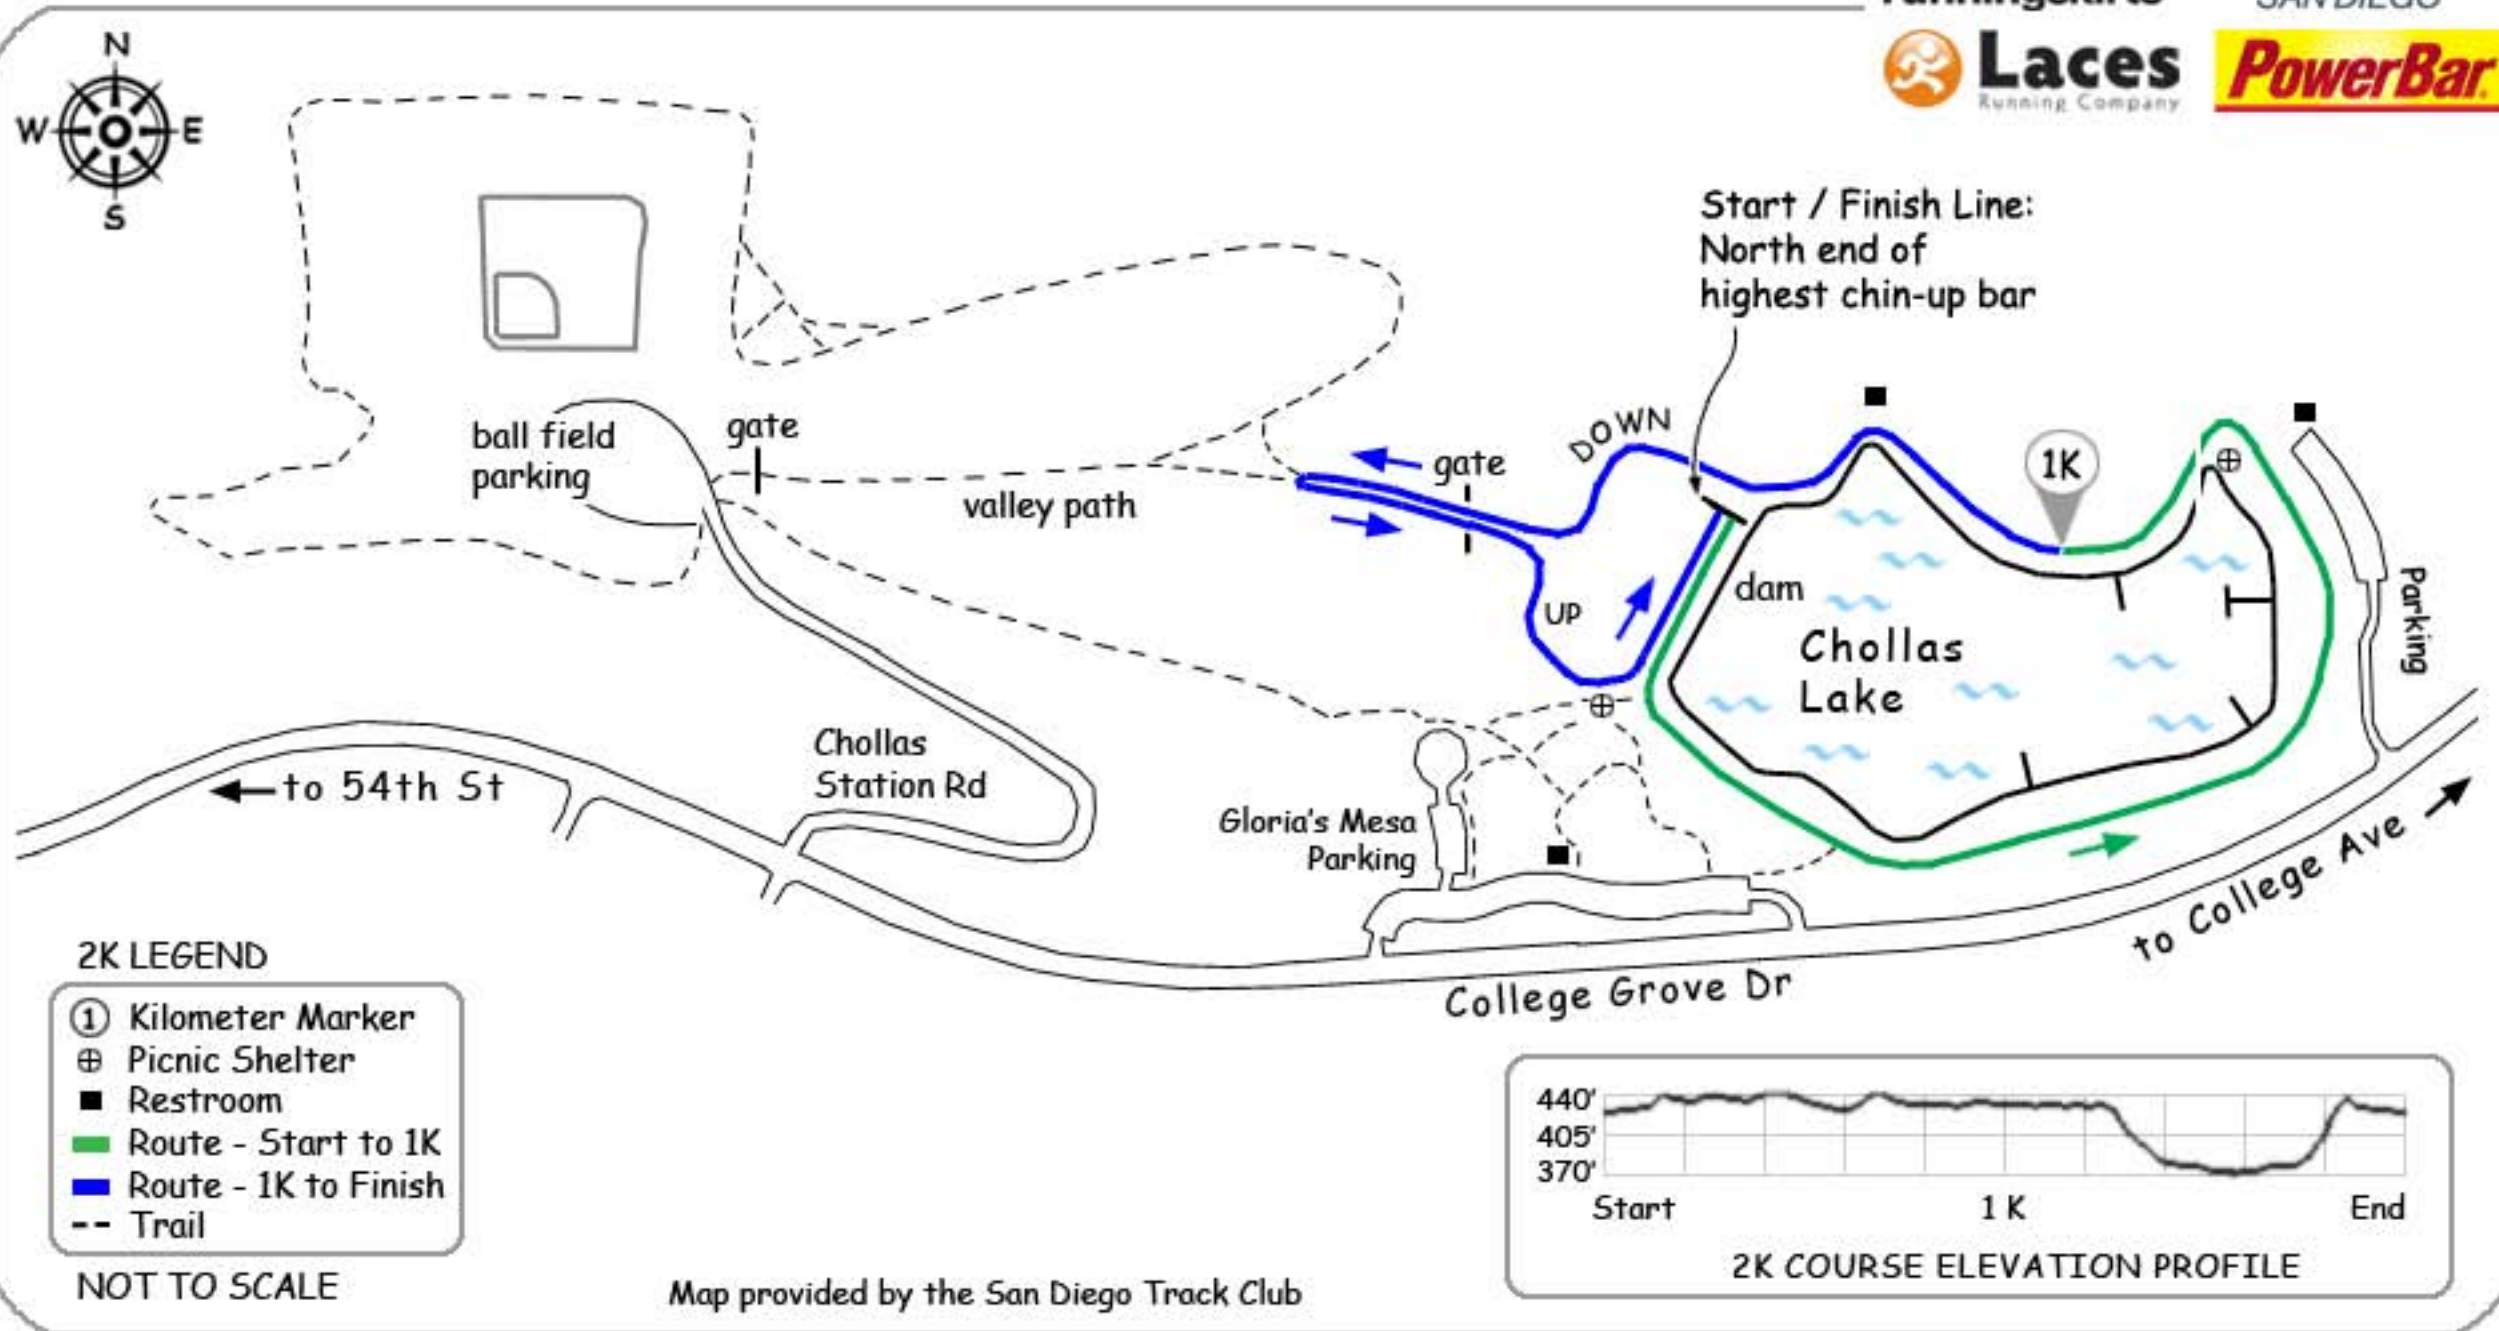 Laces
Running Company
PowerBar
N
W
E
S
Start / Finish Line:
North end of
highest chin-up bar
DOWN
gate
gate
1K
ball field
parking
valley path
UP
dam
Chollas
Lake
Parking
Chollas
Station Rd
to 54th St
Gloria's Mesa
Parking
to College Ave
College Grove Dr
2K LEGEND
1 Kilometer Marker
Picnic Shelter
Restroom
Route - Start to 1K
Route - 1K to Finish
Trail
NOT TO SCALE
Map provided by the San Diego Track Club
440'
405'
370'
Start 1 K End
2K COURSE ELEVATION PROFILE